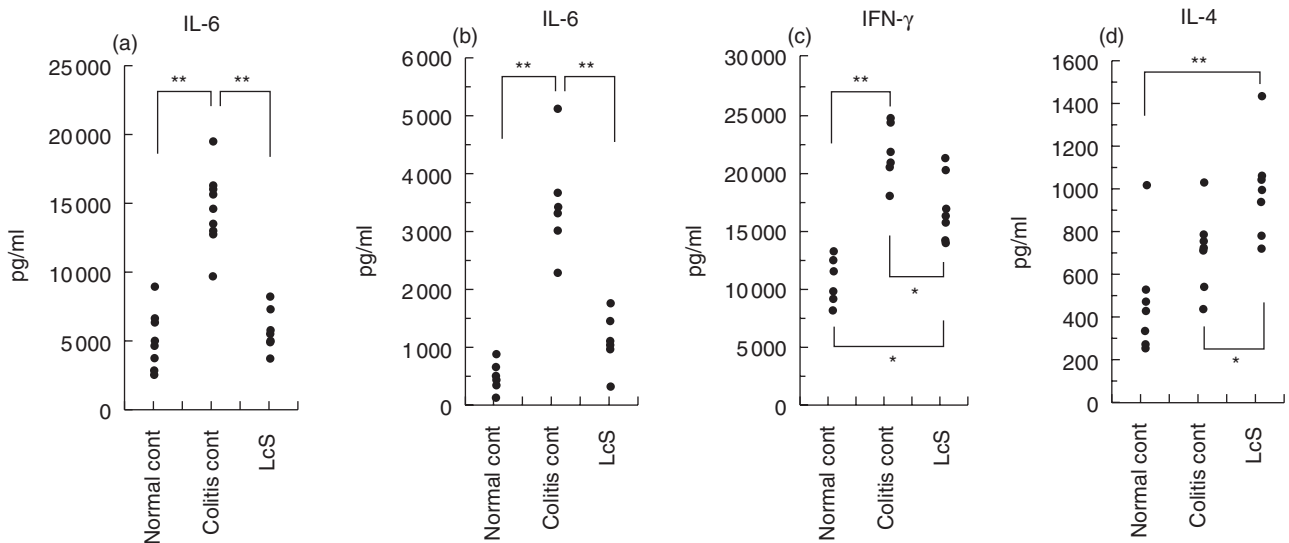 (a)
IL-6
pg/ml
25 000
20 000
15 000
10 000
5 000
0
**
**
Normal cont
Colitis cont
LcS
(b)
IL-6
pg/ml
6 000
5 000
4 000
3 000
2 000
1 000
0
**
**
Normal cont
Colitis cont
LcS
(c)
IFN-γ
pg/ml
30 000
25 000
20 000
15 000
10 000
5 000
0
**
*
*
Normal cont
Colitis cont
LcS
(d)
IL-4
pg/ml
1600
1400
1200
1000
800
600
400
200
0
**
*
Normal cont
Colitis cont
LcS